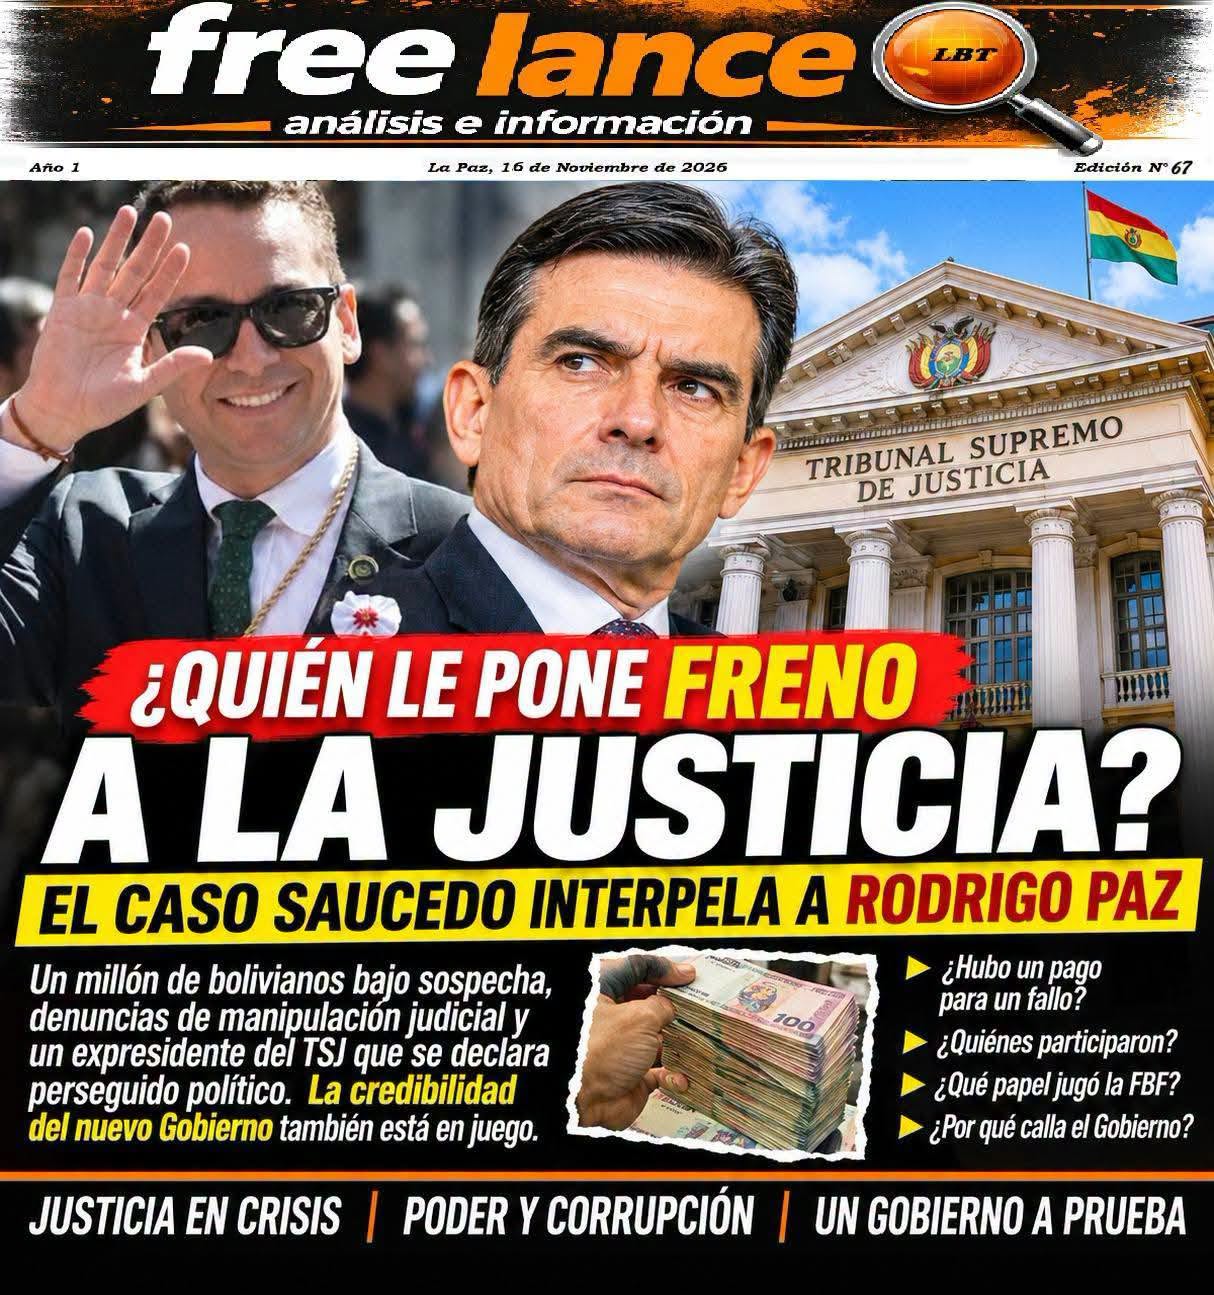 free lance
LBT
análisis e información
Año 1
La Paz, 16 de Noviembre de 2026
Edición N° 67
TRIBUNAL SUPREMO
DE JUSTICIA
¿QUIÉN LE PONE FRENO
A LA JUSTICIA?
EL CASO SAUCEDO INTERPELA A RODRIGO PAZ
Un millón de bolivianos bajo sospecha,
denuncias de manipulación judicial y
un expresidente del TSJ que se declara
perseguido político. La credibilidad
del nuevo Gobierno también está en juego.
100
¿Hubo un pago
para un fallo?
¿Quiénes participaron?
¿Qué papel jugó la FBF?
¿Por qué calla el Gobierno?
JUSTICIA EN CRISIS | PODER Y CORRUPCIÓN | UN GOBIERNO A PRUEBA